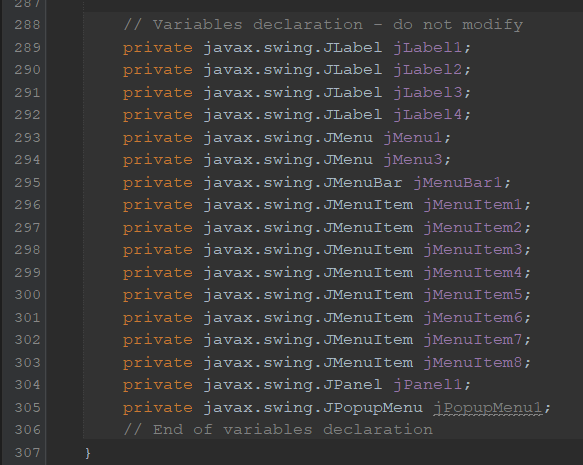 287
288 // Variables declaration - do not modify
289 private javax.swing.JLabel jLabel1;
290 private javax.swing.JLabel jLabel2;
291 private javax.swing.JLabel jLabel3;
292 private javax.swing.JLabel jLabel4;
293 private javax.swing.JMenu jMenu1;
294 private javax.swing.JMenu jMenu3;
295 private javax.swing.JMenuBar jMenuBar1;
296 private javax.swing.JMenuItem jMenuItem1;
297 private javax.swing.JMenuItem jMenuItem2;
298 private javax.swing.JMenuItem jMenuItem3;
299 private javax.swing.JMenuItem jMenuItem4;
300 private javax.swing.JMenuItem jMenuItem5;
301 private javax.swing.JMenuItem jMenuItem6;
302 private javax.swing.JMenuItem jMenuItem7;
303 private javax.swing.JMenuItem jMenuItem8;
304 private javax.swing.JPanel jPanel1;
305 private javax.swing.JPopupMenu jPopupMenu1;
306 // End of variables declaration
307 }